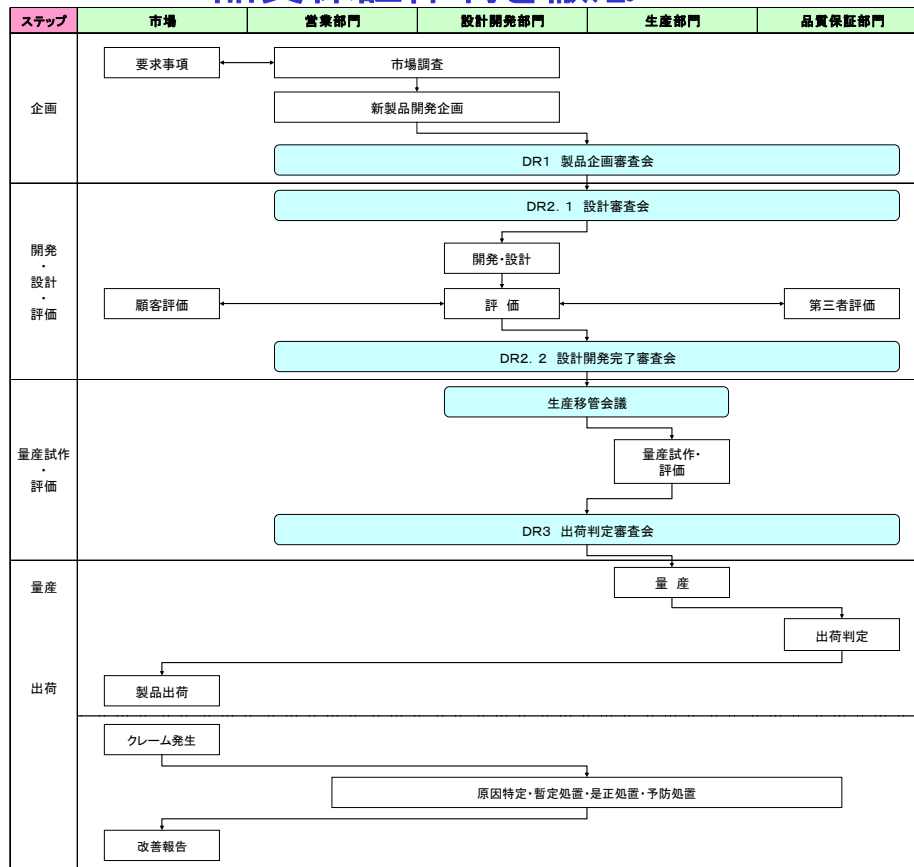 ステップ 市場 営業部門 設計開発部門 生産部門 品質保証部門
企画
要求事項
市場調査
新製品開発企画
DR1 製品企画審査会
開発
・
設計
・
評価
DR2．1 設計審査会
開発・設計
顧客評価
評 価
第三者評価
DR2．2 設計開発完了審査会
量産試作
・
評価
生産移管会議
量産試作・
評価
DR3 出荷判定審査会
量産
量 産
出荷判定
出荷
製品出荷
クレーム発生
原因特定・暫定処置・是正処置・予防処置
改善報告